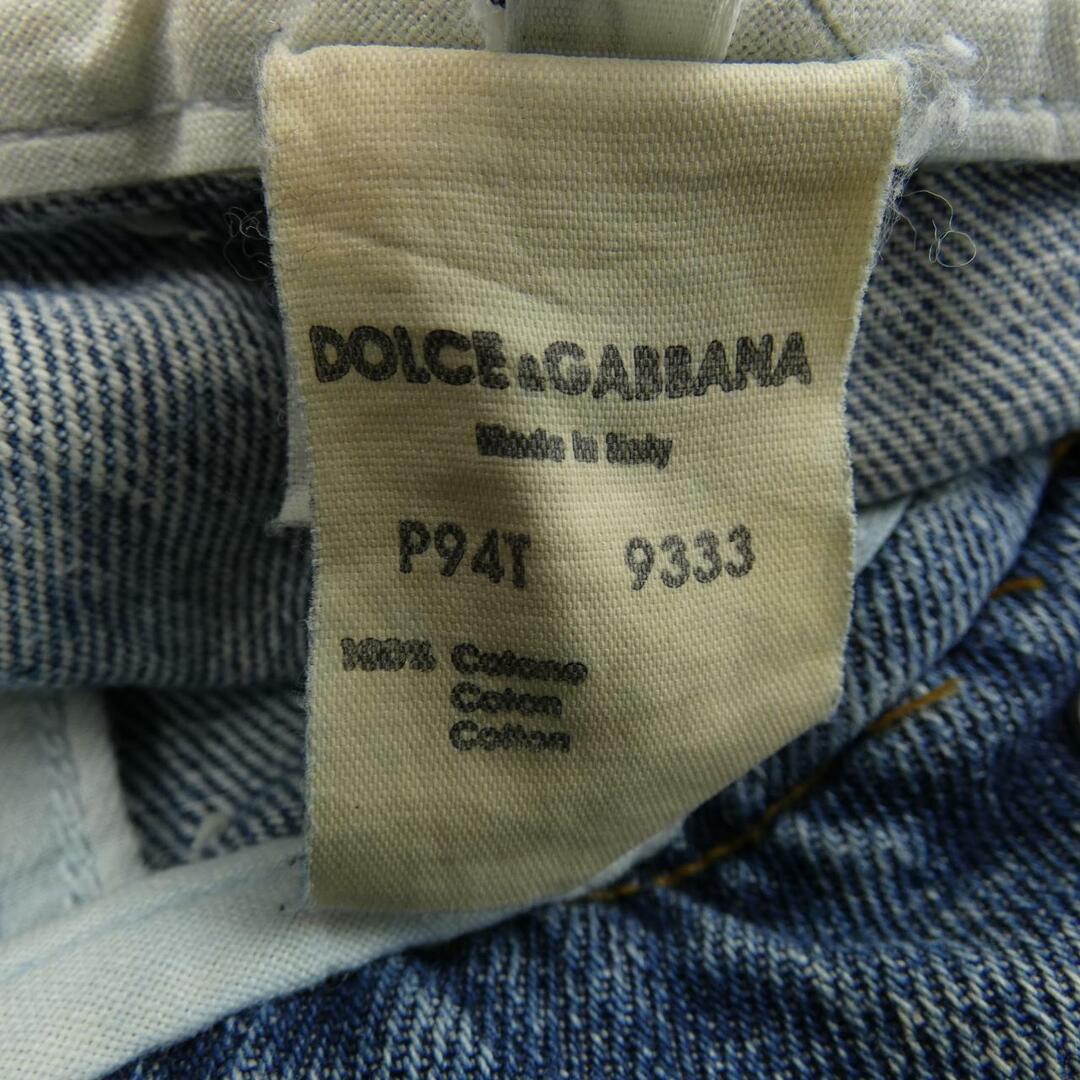 DOLCE&GABBANA
Made in Italy
P94T 9333
100% Cotone
Coton
Cotton